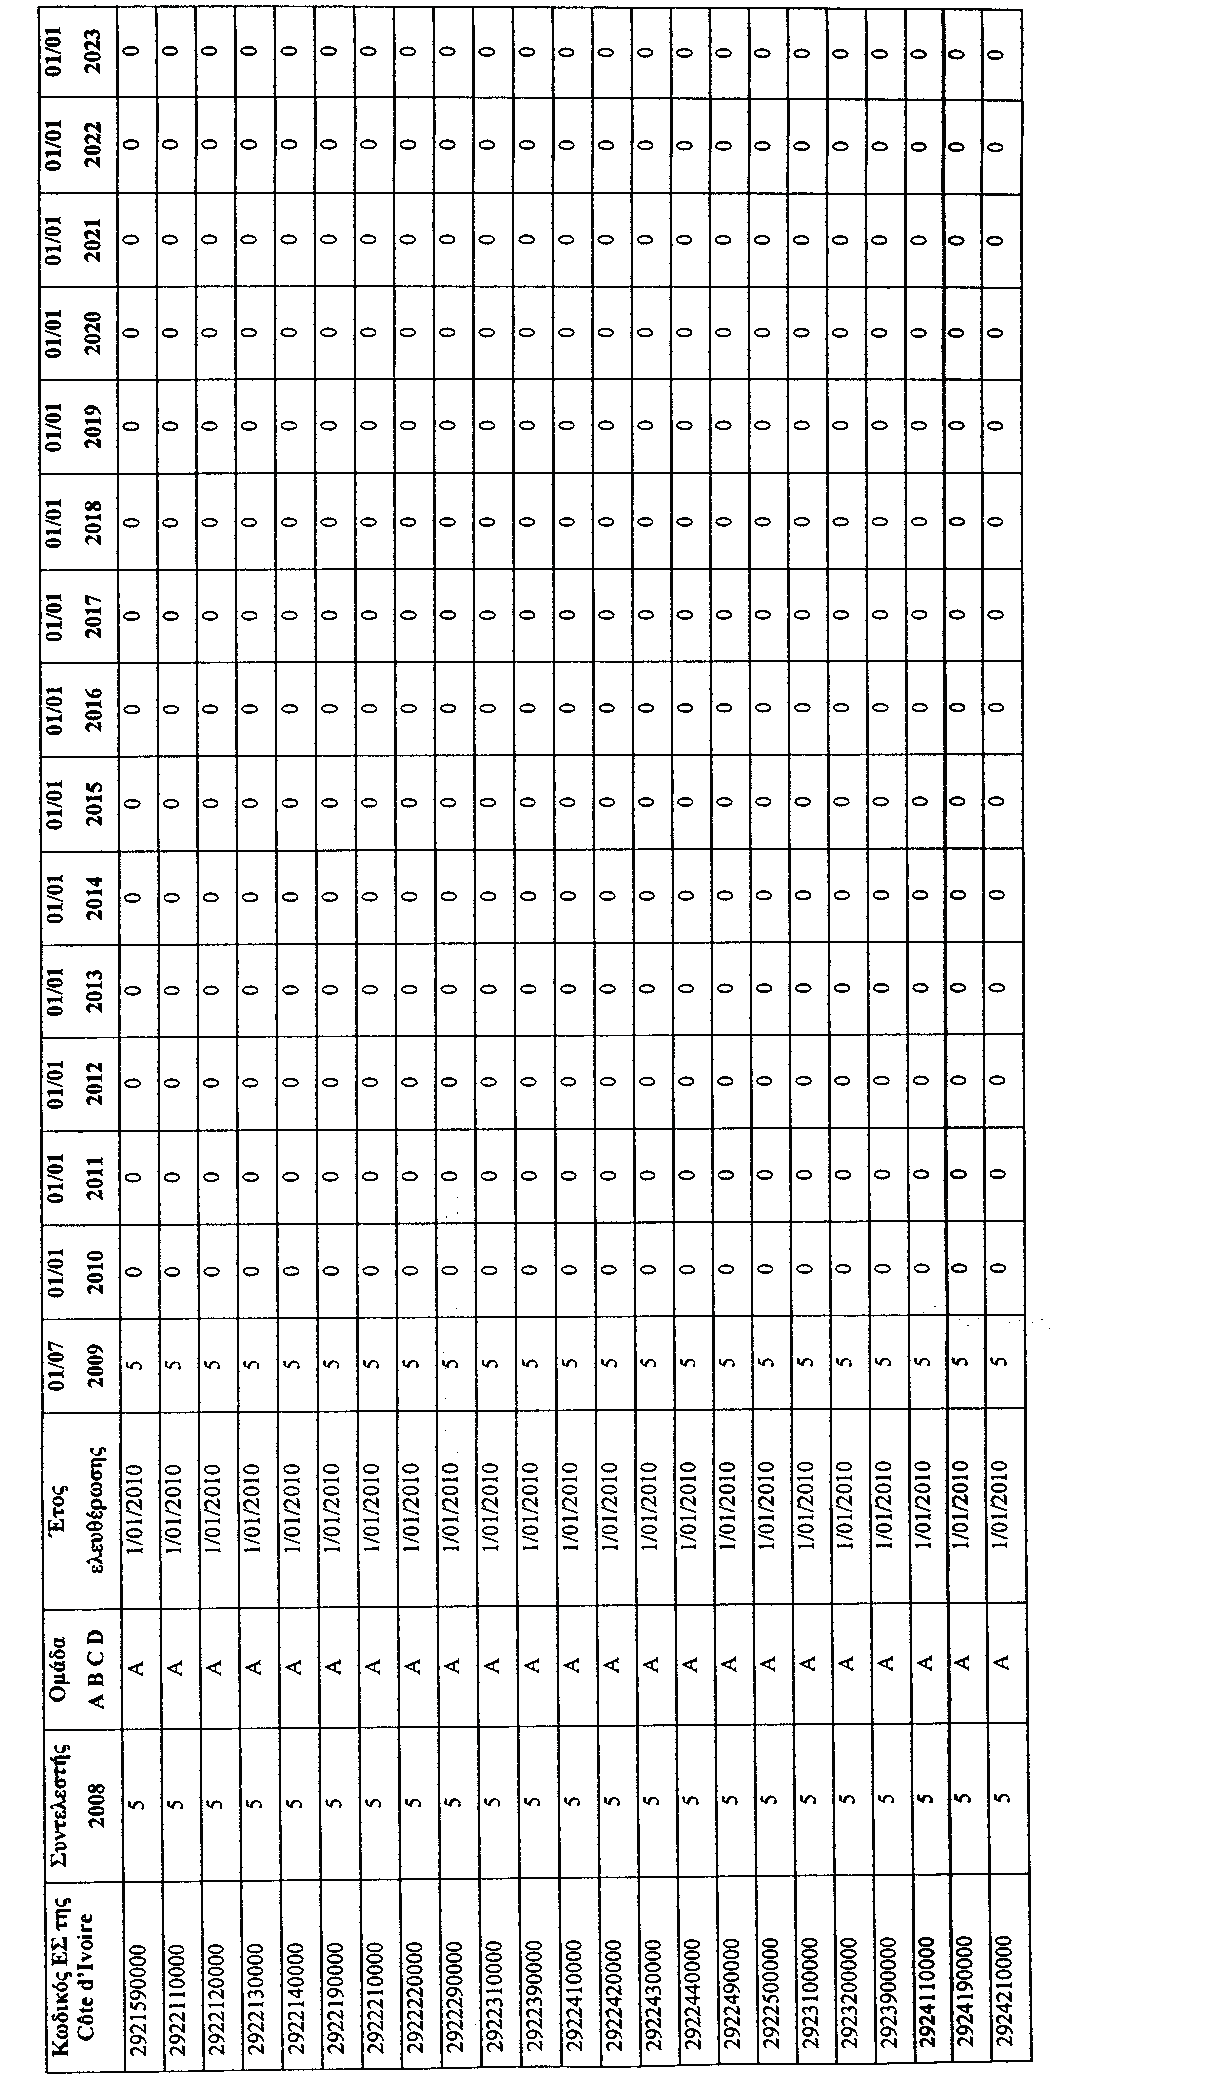 Κωδικός ΕΣ της Συντελεστής Ομάδα Έτος 01/07 01/01 01/01 01/01 01/01 01/01 01/01 01/01 01/01 01/01 01/01 01/01 01/01 01/01 01/01
Côte d'Ivoire 2008 A B C D ελευθέρωσης 2009 2010 2011 2012 2013 2014 2015 2016 2017 2018 2019 2020 2021 2022 2023
2921590000 5 A 1/01/2010 5 0 0 0 0 0 0 0 0 0 0 0 0 0 0
2922110000 5 A 1/01/2010 5 0 0 0 0 0 0 0 0 0 0 0 0 0 0
2922120000 5 A 1/01/2010 5 0 0 0 0 0 0 0 0 0 0 0 0 0 0
2922130000 5 A 1/01/2010 5 0 0 0 0 0 0 0 0 0 0 0 0 0 0
2922140000 5 A 1/01/2010 5 0 0 0 0 0 0 0 0 0 0 0 0 0 0
2922190000 5 A 1/01/2010 5 0 0 0 0 0 0 0 0 0 0 0 0 0 0
2922210000 5 A 1/01/2010 5 0 0 0 0 0 0 0 0 0 0 0 0 0 0
2922220000 5 A 1/01/2010 5 0 0 0 0 0 0 0 0 0 0 0 0 0 0
2922290000 5 A 1/01/2010 5 0 0 0 0 0 0 0 0 0 0 0 0 0 0
2922310000 5 A 1/01/2010 5 0 0 0 0 0 0 0 0 0 0 0 0 0 0
2922390000 5 A 1/01/2010 5 0 0 0 0 0 0 0 0 0 0 0 0 0 0
2922410000 5 A 1/01/2010 5 0 0 0 0 0 0 0 0 0 0 0 0 0 0
2922420000 5 A 1/01/2010 5 0 0 0 0 0 0 0 0 0 0 0 0 0 0
2922430000 5 A 1/01/2010 5 0 0 0 0 0 0 0 0 0 0 0 0 0 0
2922440000 5 A 1/01/2010 5 0 0 0 0 0 0 0 0 0 0 0 0 0 0
2922490000 5 A 1/01/2010 5 0 0 0 0 0 0 0 0 0 0 0 0 0 0
2922500000 5 A 1/01/2010 5 0 0 0 0 0 0 0 0 0 0 0 0 0 0
2923100000 5 A 1/01/2010 5 0 0 0 0 0 0 0 0 0 0 0 0 0 0
2923200000 5 A 1/01/2010 5 0 0 0 0 0 0 0 0 0 0 0 0 0 0
2923900000 5 A 1/01/2010 5 0 0 0 0 0 0 0 0 0 0 0 0 0 0
2924110000 5 A 1/01/2010 5 0 0 0 0 0 0 0 0 0 0 0 0 0 0
2924190000 5 A 1/01/2010 5 0 0 0 0 0 0 0 0 0 0 0 0 0 0
2924210000 5 A 1/01/2010 5 0 0 0 0 0 0 0 0 0 0 0 0 0 0